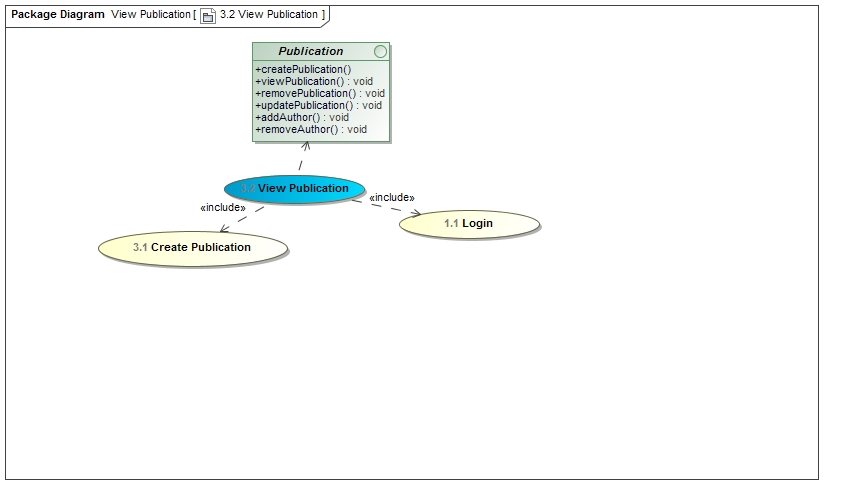 Package Diagram View Publication [ 3.2 View Publication ]
Publication
+createPublication()
+viewPublication() : void
+removePublication() : void
+updatePublication() : void
+addAuthor() : void
+removeAuthor() : void
3.2 View Publication
«include»
«include»
1.1 Login
3.1 Create Publication